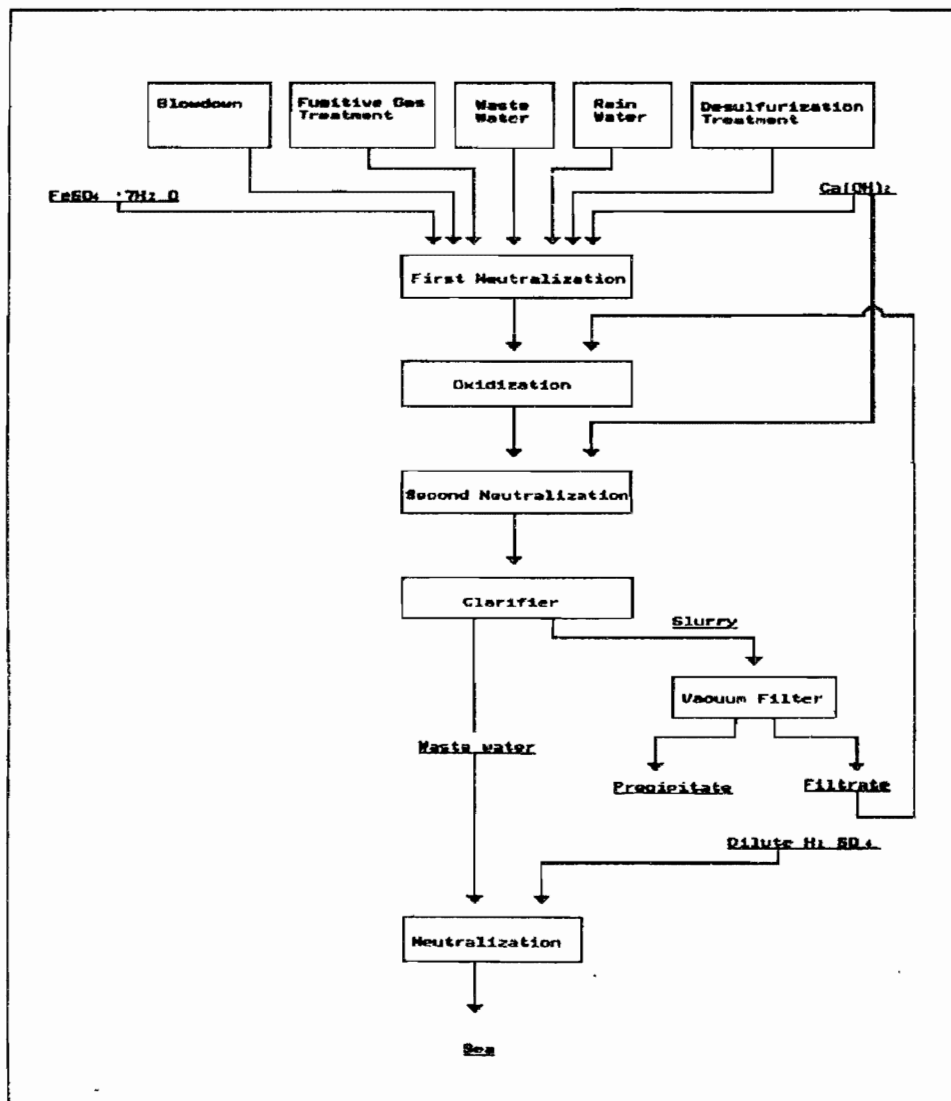 Blowdown
Fugitive Gas
Treatment
Waste
Water
Rain
Water
Desulfurization
Treatment
FeSO₄ ·7H₂ O
Ca(OH)₂
First Neutralization
Oxidization
Second Neutralization
Clarifier
Slurry
Vacuum Filter
Waste water
Precipitate
Filtrate
Dilute H₂ SO₄
Neutralization
Sea